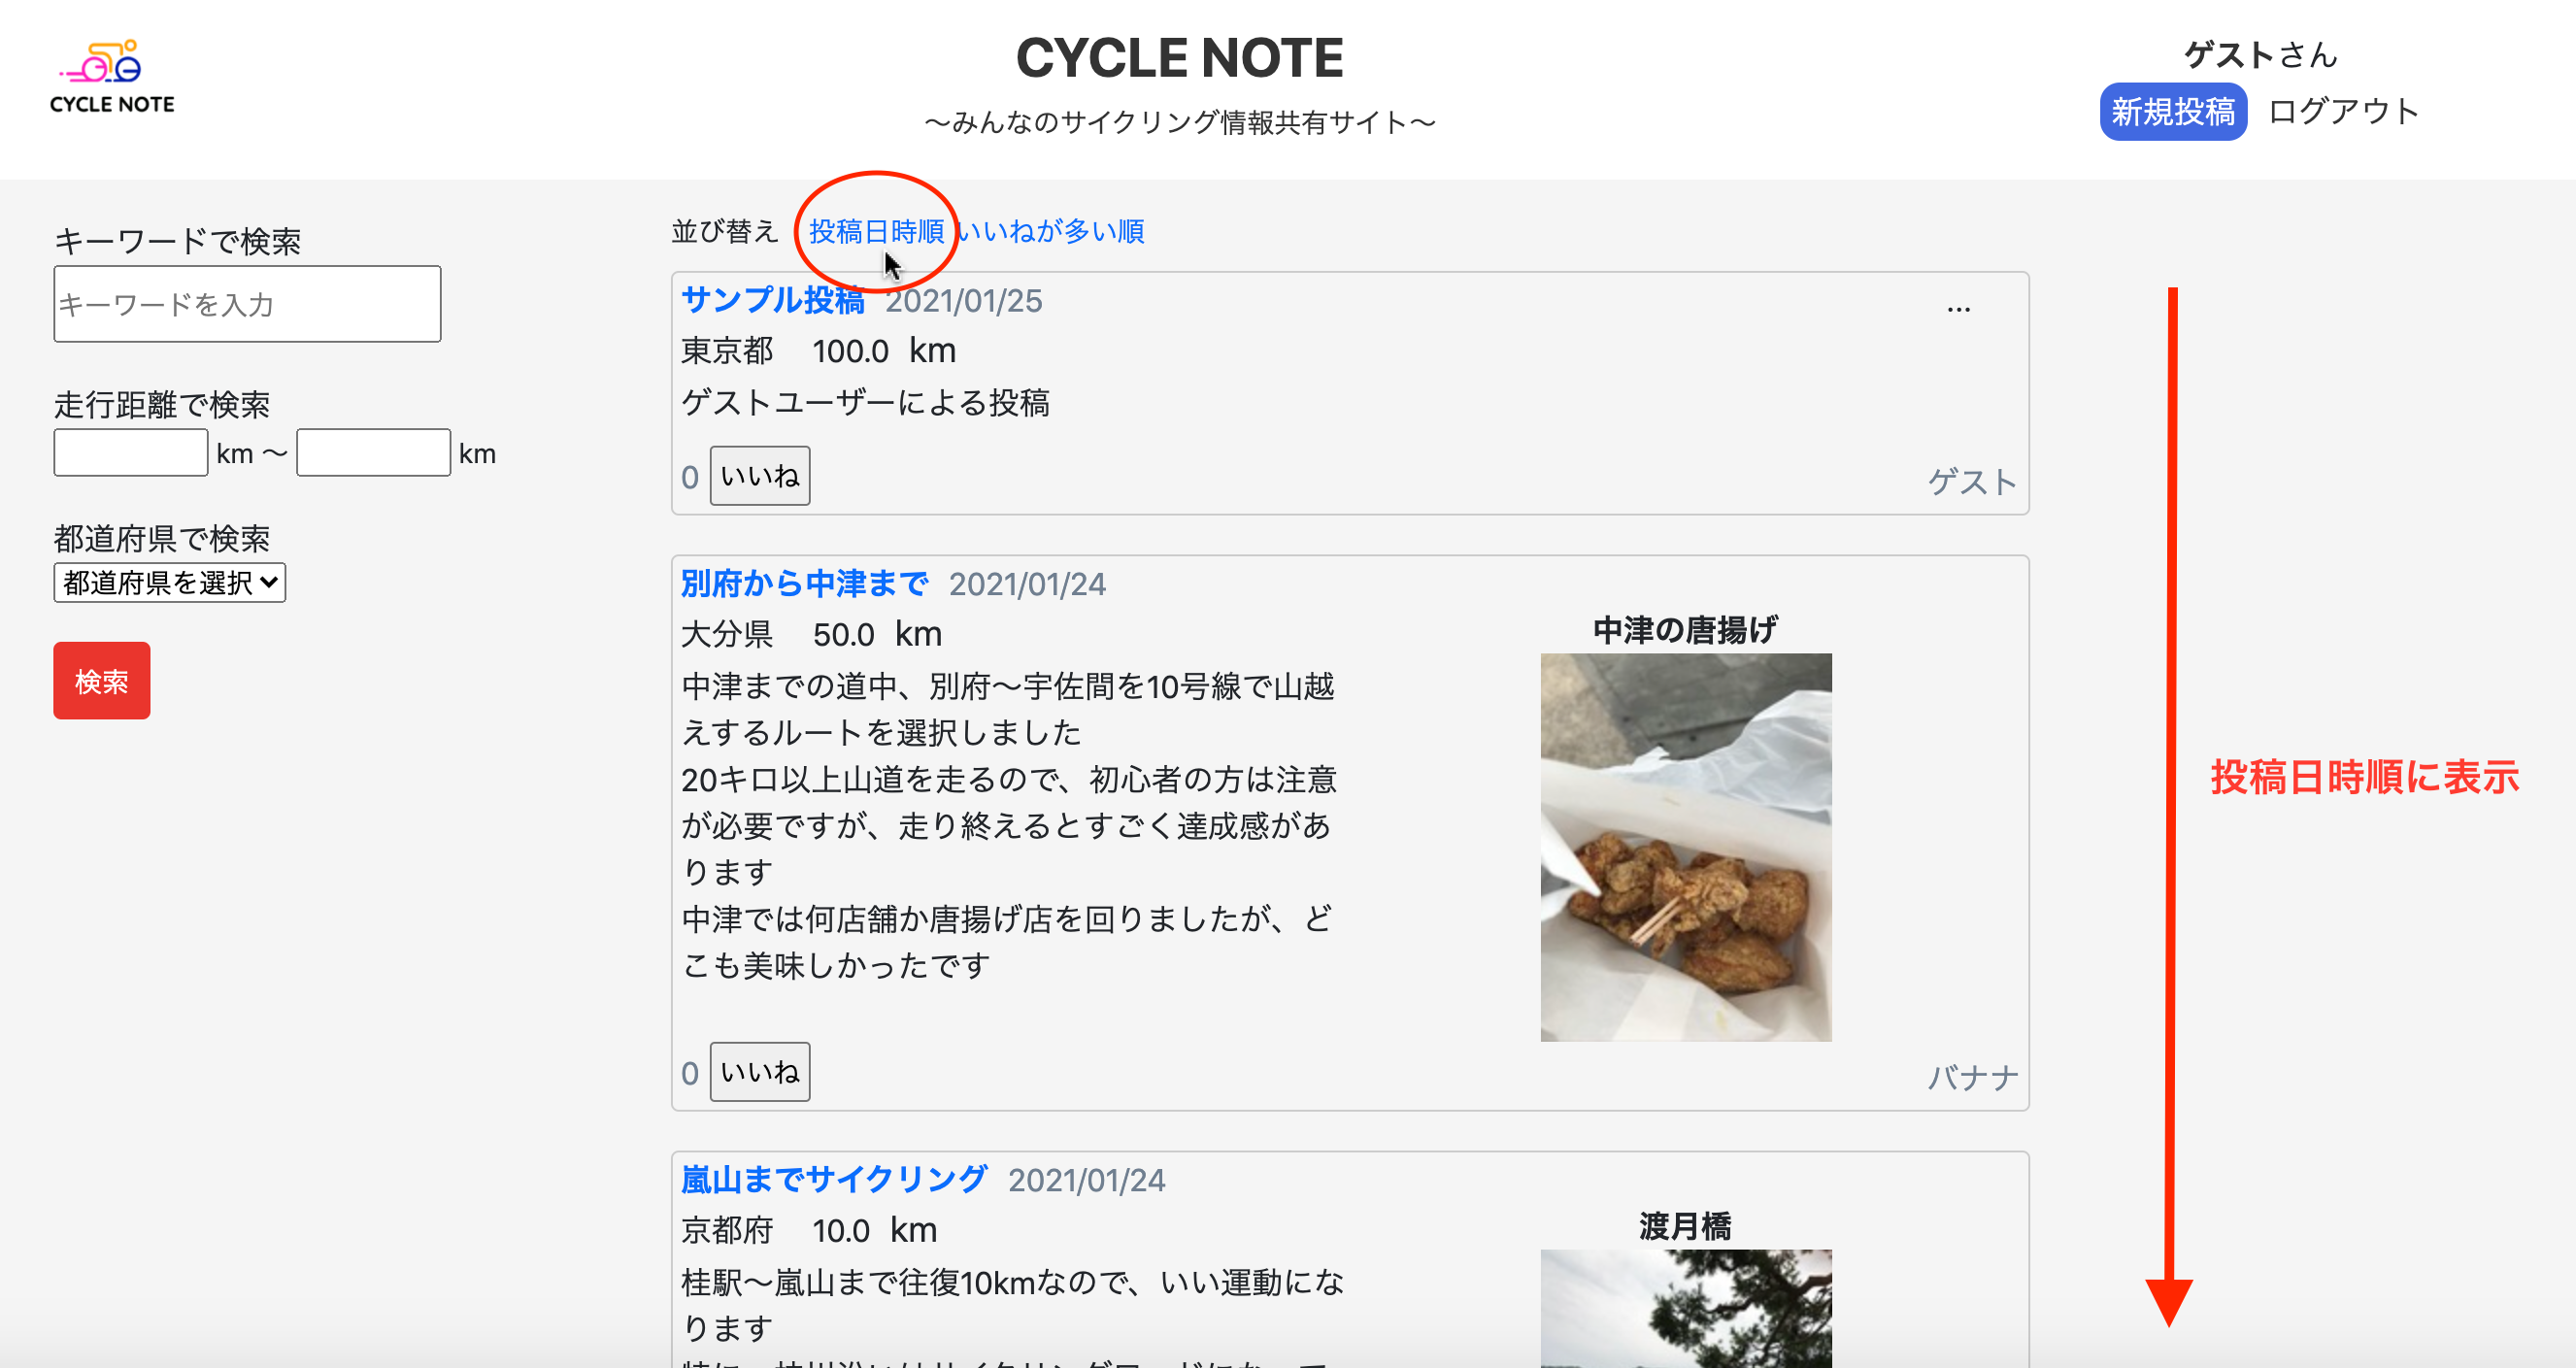 CYCLE NOTE
CYCLE NOTE
〜みんなのサイクリング情報共有サイト〜
ゲストさん
新規投稿 ログアウト
キーワードで検索
キーワードを入力
走行距離で検索
km 〜 km
都道府県で検索
都道府県を選択
検索
並び替え 投稿日時順 いいねが多い順
サンプル投稿 2021/01/25 ...
東京都 100.0 km
ゲストユーザーによる投稿
0 いいね ゲスト
別府から中津まで 2021/01/24
大分県 50.0 km
中津までの道中、別府〜宇佐間を10号線で山越
えするルートを選択しました
20キロ以上山道を走るので、初心者の方は注意
が必要ですが、走り終えるとすごく達成感があ
ります
中津では何店舗か唐揚げ店を回りましたが、ど
こも美味しかったです
中津の唐揚げ
0 いいね バナナ
嵐山までサイクリング 2021/01/24
京都府 10.0 km
桂駅〜嵐山まで往復10kmなので、いい運動にな
ります
渡月橋
投稿日時順に表示